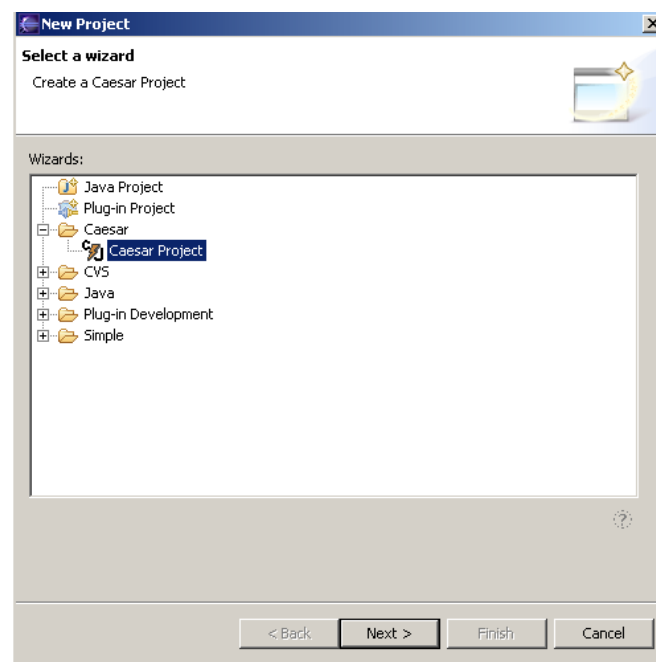 New Project
Select a wizard
Create a Caesar Project
Wizards:
Java Project
Plug-in Project
Caesar
Caesar Project
CVS
Java
Plug-in Development
Simple
< Back Next > Finish Cancel